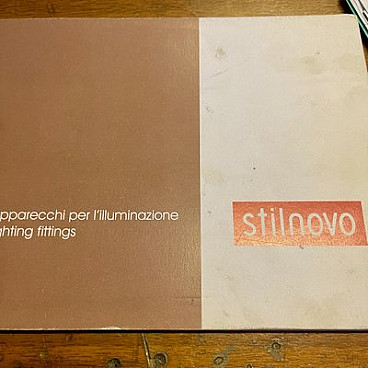 pparecchi per l'illuminazione
ghting fittings
stilnovo